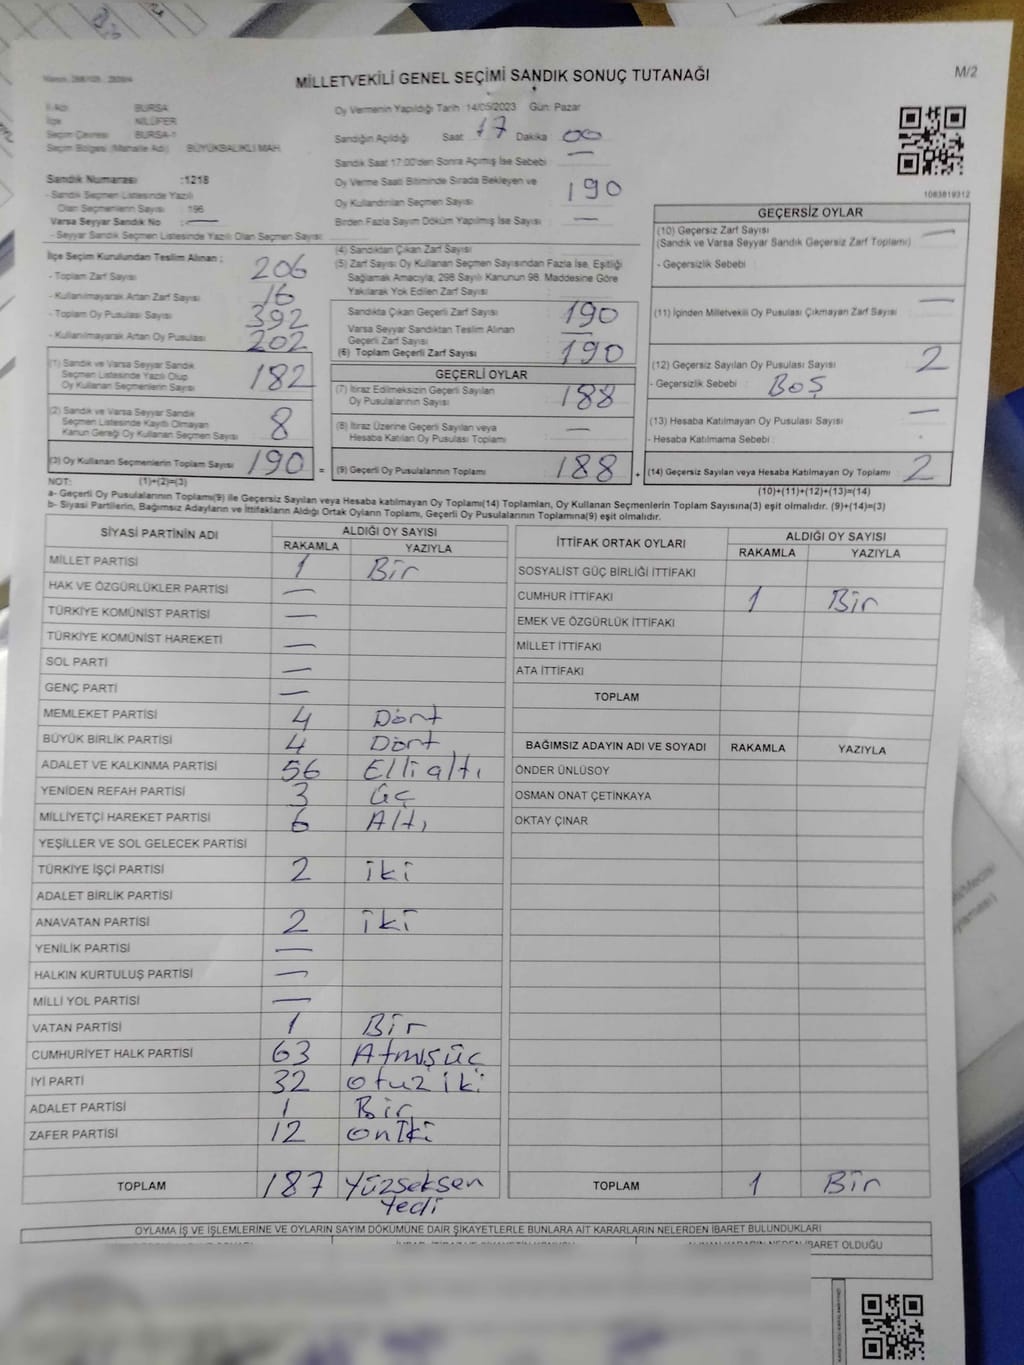 MİLLETVEKİLİ GENEL SEÇİMİ SANDIK SONUÇ TUTANAĞI
M/2
İl Adı BURSA
İlçe NİLÜFER
Seçim Çevresi BURSA-1
Seçim Bölgesi (Mahalle Adı) BÜYÜKBALIKLI MAH
Sandık Numarası :1218
- Sandık Seçmen Listesinde Yazılı
Olan Seçmenlerin Sayısı : 196
Varsa Seyyar Sandık No : —
- Seyyar Sandık Seçmen Listesinde Yazılı Olan Seçmen Sayısı:
Oy Vermenin Yapıldığı Tarih :14/05/2023 Gün: Pazar
Sandığın Açıldığı Saat 17 Dakika 00
Sandık Saat 17:00'den Sonra Açılmış İse Sebebi —
Oy Verme Saati Bitiminde Sırada Bekleyen ve
Oy Kullandırılan Seçmen Sayısı : 190
Birden Fazla Sayım Döküm Yapılmış İse Sayısı : —
1083819312
İlçe Seçim Kurulundan Teslim Alınan ;
- Toplam Zarf Sayısı 206
- Kullanılmayarak Artan Zarf Sayısı 16
- Toplam Oy Pusulası Sayısı 392
- Kullanılmayarak Artan Oy Pusulası 202
(1) Sandık ve Varsa Seyyar Sandık
Seçmen Listesinde Yazılı Olup
Oy Kullanan Seçmenlerin Sayısı 182
(2) Sandık ve Varsa Seyyar Sandık
Seçmen Listesinde Kayıtlı Olmayan
Kanun Gereği Oy Kullanan Seçmen Sayısı 8
(3) Oy Kullanan Seçmenlerin Toplam Sayısı 190 =
(4) Sandıktan Çıkan Zarf Sayısı :
(5) Zarf Sayısı Oy Kullanan Seçmen Sayısından Fazla İse, Eşitliği
Sağlamak Amacıyla; 298 Sayılı Kanunun 98. Maddesine Göre
Yakılarak Yok Edilen Zarf Sayısı :
Sandıkta Çıkan Geçerli Zarf Sayısı 190
Varsa Seyyar Sandıktan Teslim Alınan
Geçerli Zarf Sayısı —
(6) Toplam Geçerli Zarf Sayısı 190
GEÇERLİ OYLAR
(7) İtiraz Edilmeksizin Geçerli Sayılan
Oy Pusulalarının Sayısı 188
(8) İtiraz Üzerine Geçerli Sayılan veya
Hesaba Katılan Oy Pusulası Toplamı —
(9) Geçerli Oy Pusulalarının Toplamı 188 +
GEÇERSİZ OYLAR
(10) Geçersiz Zarf Sayısı —
(Sandık ve Varsa Seyyar Sandık Geçersiz Zarf Toplamı)
- Geçersizlik Sebebi :
(11) İçinden Milletvekili Oy Pusulası Çıkmayan Zarf Sayısı —
(12) Geçersiz Sayılan Oy Pusulası Sayısı 2
- Geçersizlik Sebebi : BOŞ
(13) Hesaba Katılmayan Oy Pusulası Sayısı —
- Hesaba Katılmama Sebebi :
(14) Geçersiz Sayılan veya Hesaba Katılmayan Oy Toplamı 2
NOT: (1)+(2)=(3)
(10)+(11)+(12)+(13)=(14)
a- Geçerli Oy Pusulalarının Toplamı(9) ile Geçersiz Sayılan veya Hesaba katılmayan Oy Toplamı(14) Toplamları, Oy Kullanan Seçmenlerin Toplam Sayısına(3) eşit olmalıdır. (9)+(14)=(3)
b- Siyasi Partilerin, Bağımsız Adayların ve İttifakların Aldığı Ortak Oyların Toplamı, Geçerli Oy Pusulalarının Toplamına(9) eşit olmalıdır.
SİYASİ PARTİNİN ADI ALDIĞI OY SAYISI
RAKAMLA YAZIYLA
MİLLET PARTİSİ 1 Bir
HAK VE ÖZGÜRLÜKLER PARTİSİ —
TÜRKİYE KOMÜNİST PARTİSİ —
TÜRKİYE KOMÜNİST HAREKETİ —
SOL PARTİ —
GENÇ PARTİ —
MEMLEKET PARTİSİ 4 Dört
BÜYÜK BİRLİK PARTİSİ 4 Dört
ADALET VE KALKINMA PARTİSİ 56 Elli altı
YENİDEN REFAH PARTİSİ 3 Üç
MİLLİYETÇİ HAREKET PARTİSİ 6 Altı
YEŞİLLER VE SOL GELECEK PARTİSİ
TÜRKİYE İŞÇİ PARTİSİ 2 iki
ADALET BİRLİK PARTİSİ
ANAVATAN PARTİSİ 2 iki
YENİLİK PARTİSİ —
HALKIN KURTULUŞ PARTİSİ —
MİLLİ YOL PARTİSİ —
VATAN PARTİSİ 1 Bir
CUMHURİYET HALK PARTİSİ 63 Atmışüç
İYİ PARTİ 32 otuz iki
ADALET PARTİSİ 1 Bir
ZAFER PARTİSİ 12 oniki
TOPLAM 187 Yüzseksen
Yedi
İTTİFAK ORTAK OYLARI ALDIĞI OY SAYISI
RAKAMLA YAZIYLA
SOSYALİST GÜÇ BİRLİĞİ İTTİFAKI
CUMHUR İTTİFAKI 1 Bir
EMEK VE ÖZGÜRLÜK İTTİFAKI
MİLLET İTTİFAKI
ATA İTTİFAKI
TOPLAM
BAĞIMSIZ ADAYIN ADI VE SOYADI RAKAMLA YAZIYLA
ÖNDER ÜNLÜSOY
OSMAN ONAT ÇETİNKAYA
OKTAY ÇINAR
TOPLAM 1 Bir
OYLAMA İŞ VE İŞLEMLERİNE VE OYLARIN SAYIM DÖKÜMÜNE DAİR ŞİKAYETLERLE BUNLARA AİT KARARLARIN NELERDEN İBARET BULUNDUKLARI
İBARET OLDUĞU